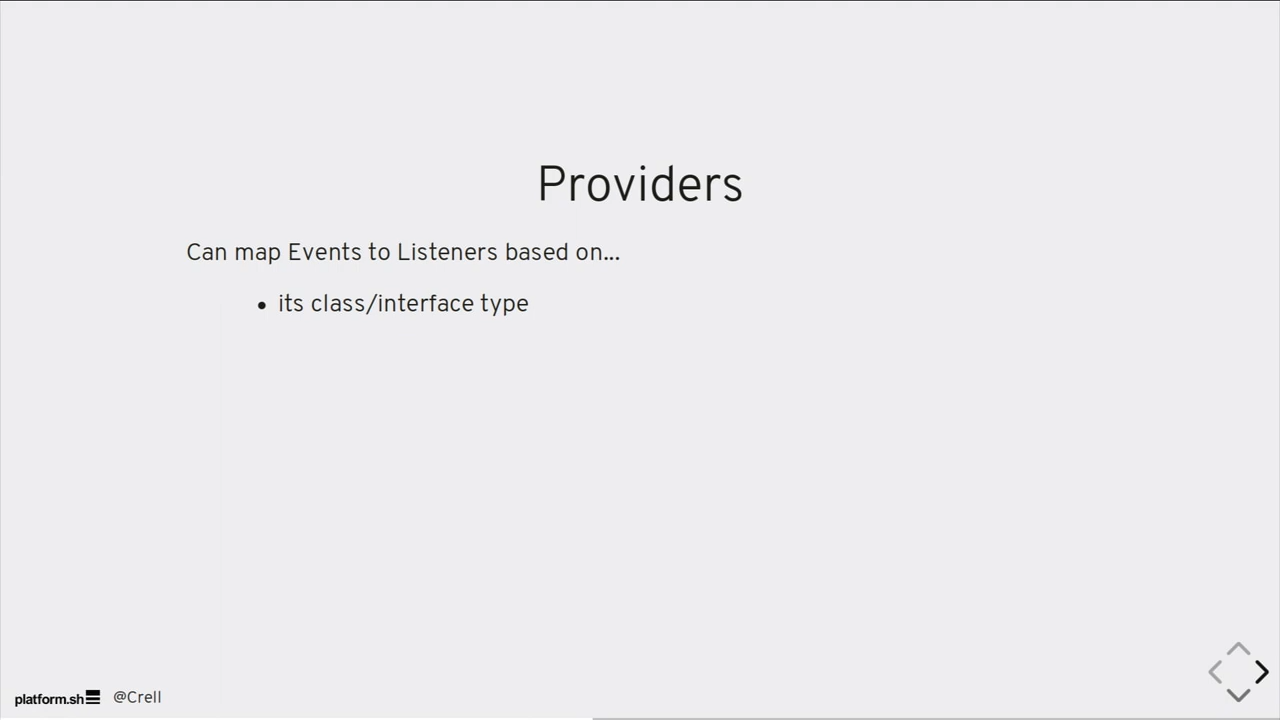 Providers
Can map Events to Listeners based on...
its class/interface type
platform.sh @Crell